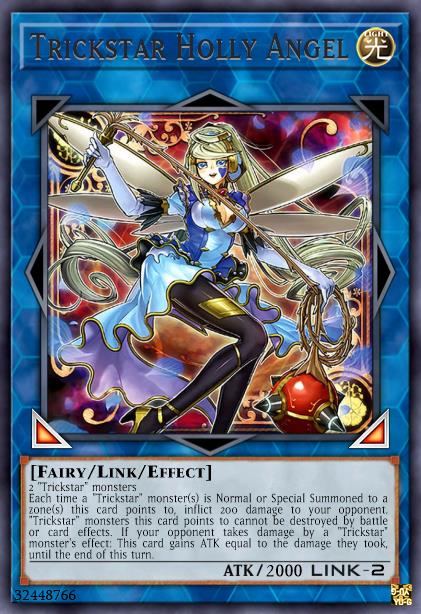 TRICKSTAR HOLLY ANGEL
LIGHT
光
[FAIRY/LINK/EFFECT]
2 "Trickstar" monsters
Each time a "Trickstar" monster(s) is Normal or Special Summoned to a
zone(s) this card points to, inflict 200 damage to your opponent.
"Trickstar" monsters this card points to cannot be destroyed by battle
or card effects. If your opponent takes damage by a "Trickstar"
monster's effect: This card gains ATK equal to the damage they took,
until the end of this turn.
ATK/2000 LINK-2
32448766